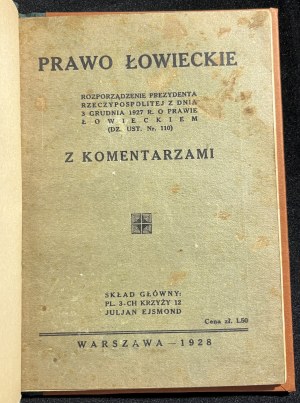 PRAWO ŁOWIECKIE
ROZPORZĄDZENIE PREZYDENTA
RZECZYPOSPOLITEJ Z DNIA
3 GRUDNIA 1927 R. O PRAWIE
ŁOWIECKIEM
(DZ. UST. Nr. 110)
Z KOMENTARZAMI
SKŁAD GŁÓWNY:
PL. 3-CH KRZYŻY 12
JULJAN EJSMOND
Cena zł. 1.50
WARSZAWA – 1928